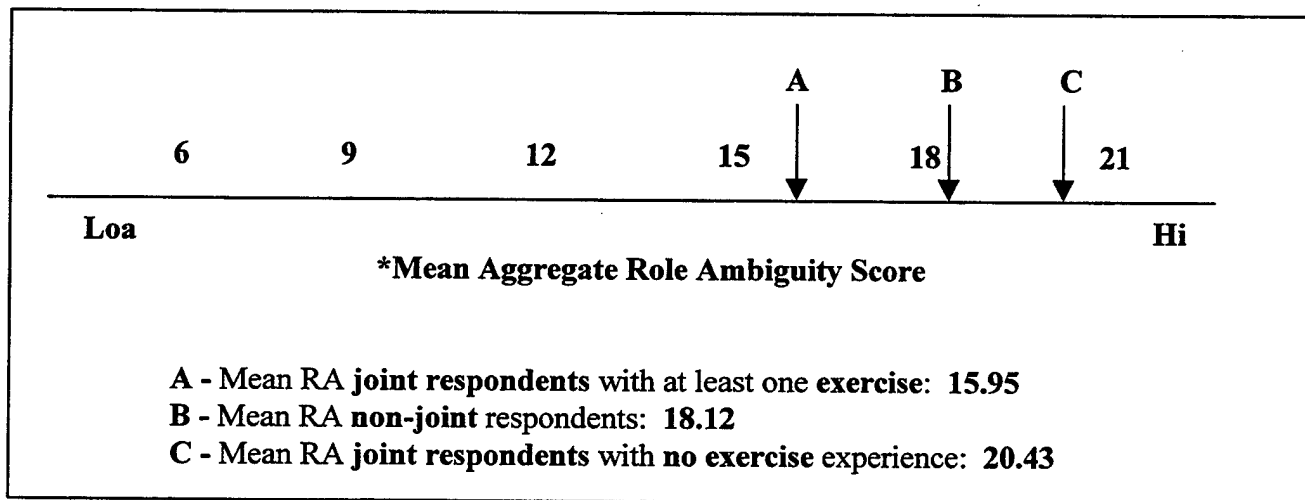 A B C
6 9 12 15 18 21
Loa Hi
*Mean Aggregate Role Ambiguity Score
A - Mean RA joint respondents with at least one exercise: 15.95
B - Mean RA non-joint respondents: 18.12
C - Mean RA joint respondents with no exercise experience: 20.43